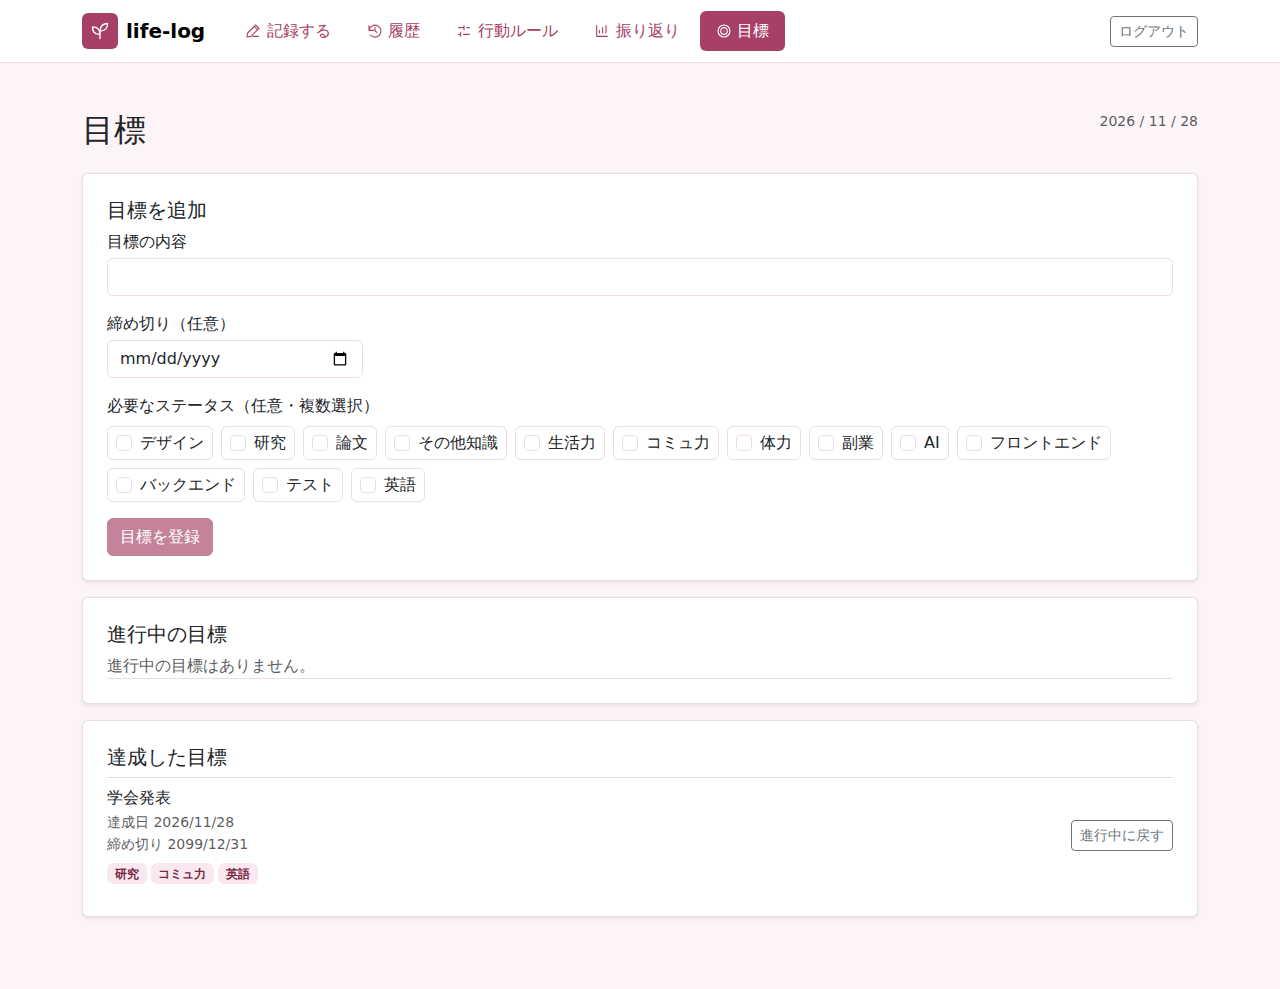 life-log 記録する 履歴 行動ルール 振り返り 目標 ログアウト
目標 2026 / 11 / 28
目標を追加
目標の内容
締め切り（任意）
mm/dd/yyyy
必要なステータス（任意・複数選択）
デザイン 研究 論文 その他知識 生活力 コミュ力 体力 副業 AI フロントエンド
バックエンド テスト 英語
目標を登録
進行中の目標
進行中の目標はありません。
達成した目標
学会発表
達成日 2026/11/28
締め切り 2099/12/31
進行中に戻す
研究 コミュ力 英語